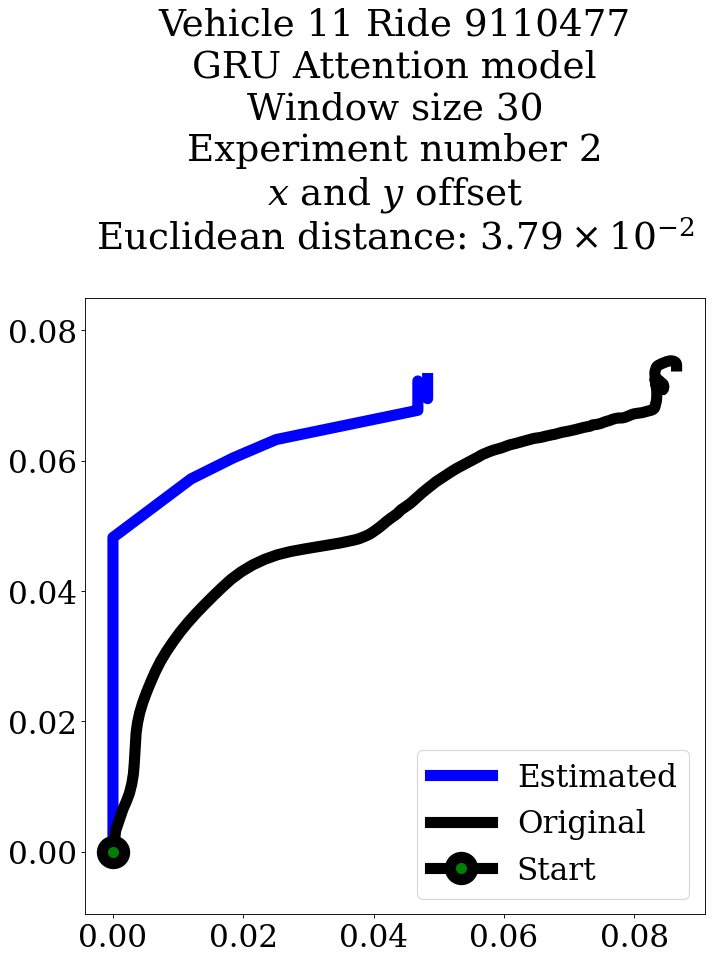 Vehicle 11 Ride 9110477
GRU Attention model
Window size 30
Experiment number 2
x and y offset
Euclidean distance: 3.79 × 10⁻²
0.08
0.06
0.04
0.02
0.00
Estimated
Original
Start
0.00 0.02 0.04 0.06 0.08